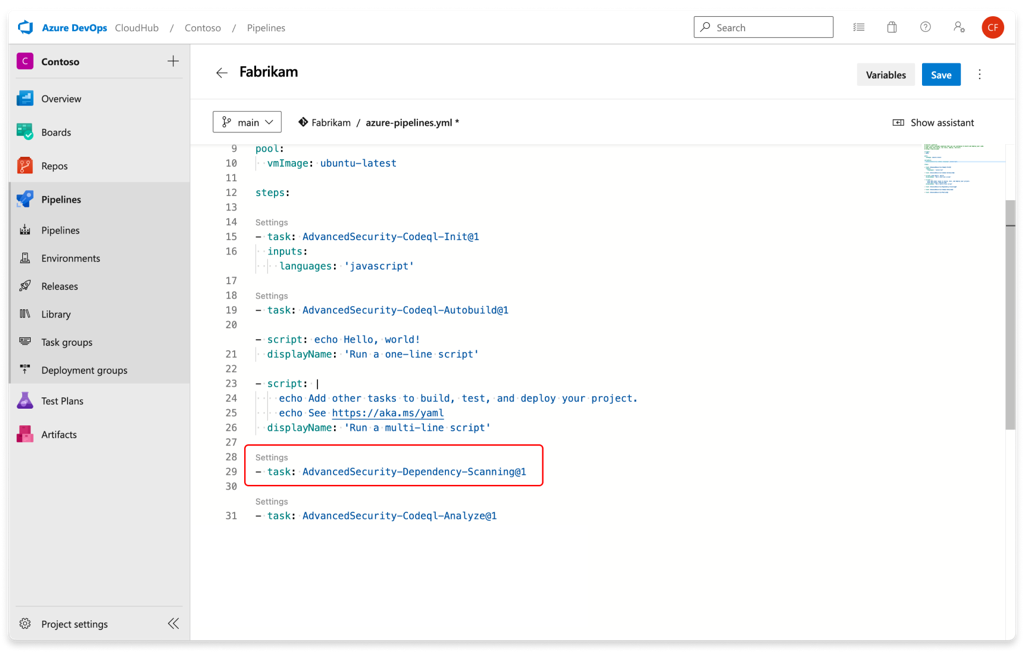 Azure DevOps CloudHub / Contoso / Pipelines
Search
CF
C Contoso
Overview
Boards
Repos
Pipelines
Pipelines
Environments
Releases
Library
Task groups
Deployment groups
Test Plans
Artifacts
Project settings
Fabrikam
Variables
Save
main
Fabrikam / azure-pipelines.yml *
Show assistant
9 pool:
10 vmImage: ubuntu-latest
11
12 steps:
13
14 Settings
15 - task: AdvancedSecurity-Codeql-Init@1
16 inputs:
languages: 'javascript'
17
18 Settings
19 - task: AdvancedSecurity-Codeql-Autobuild@1
20
- script: echo Hello, world!
21 displayName: 'Run a one-line script'
22
23 - script: |
24 echo Add other tasks to build, test, and deploy your project.
25 echo See https://aka.ms/yaml
26 displayName: 'Run a multi-line script'
27
28 Settings
29 - task: AdvancedSecurity-Dependency-Scanning@1
30
Settings
31 - task: AdvancedSecurity-Codeql-Analyze@1